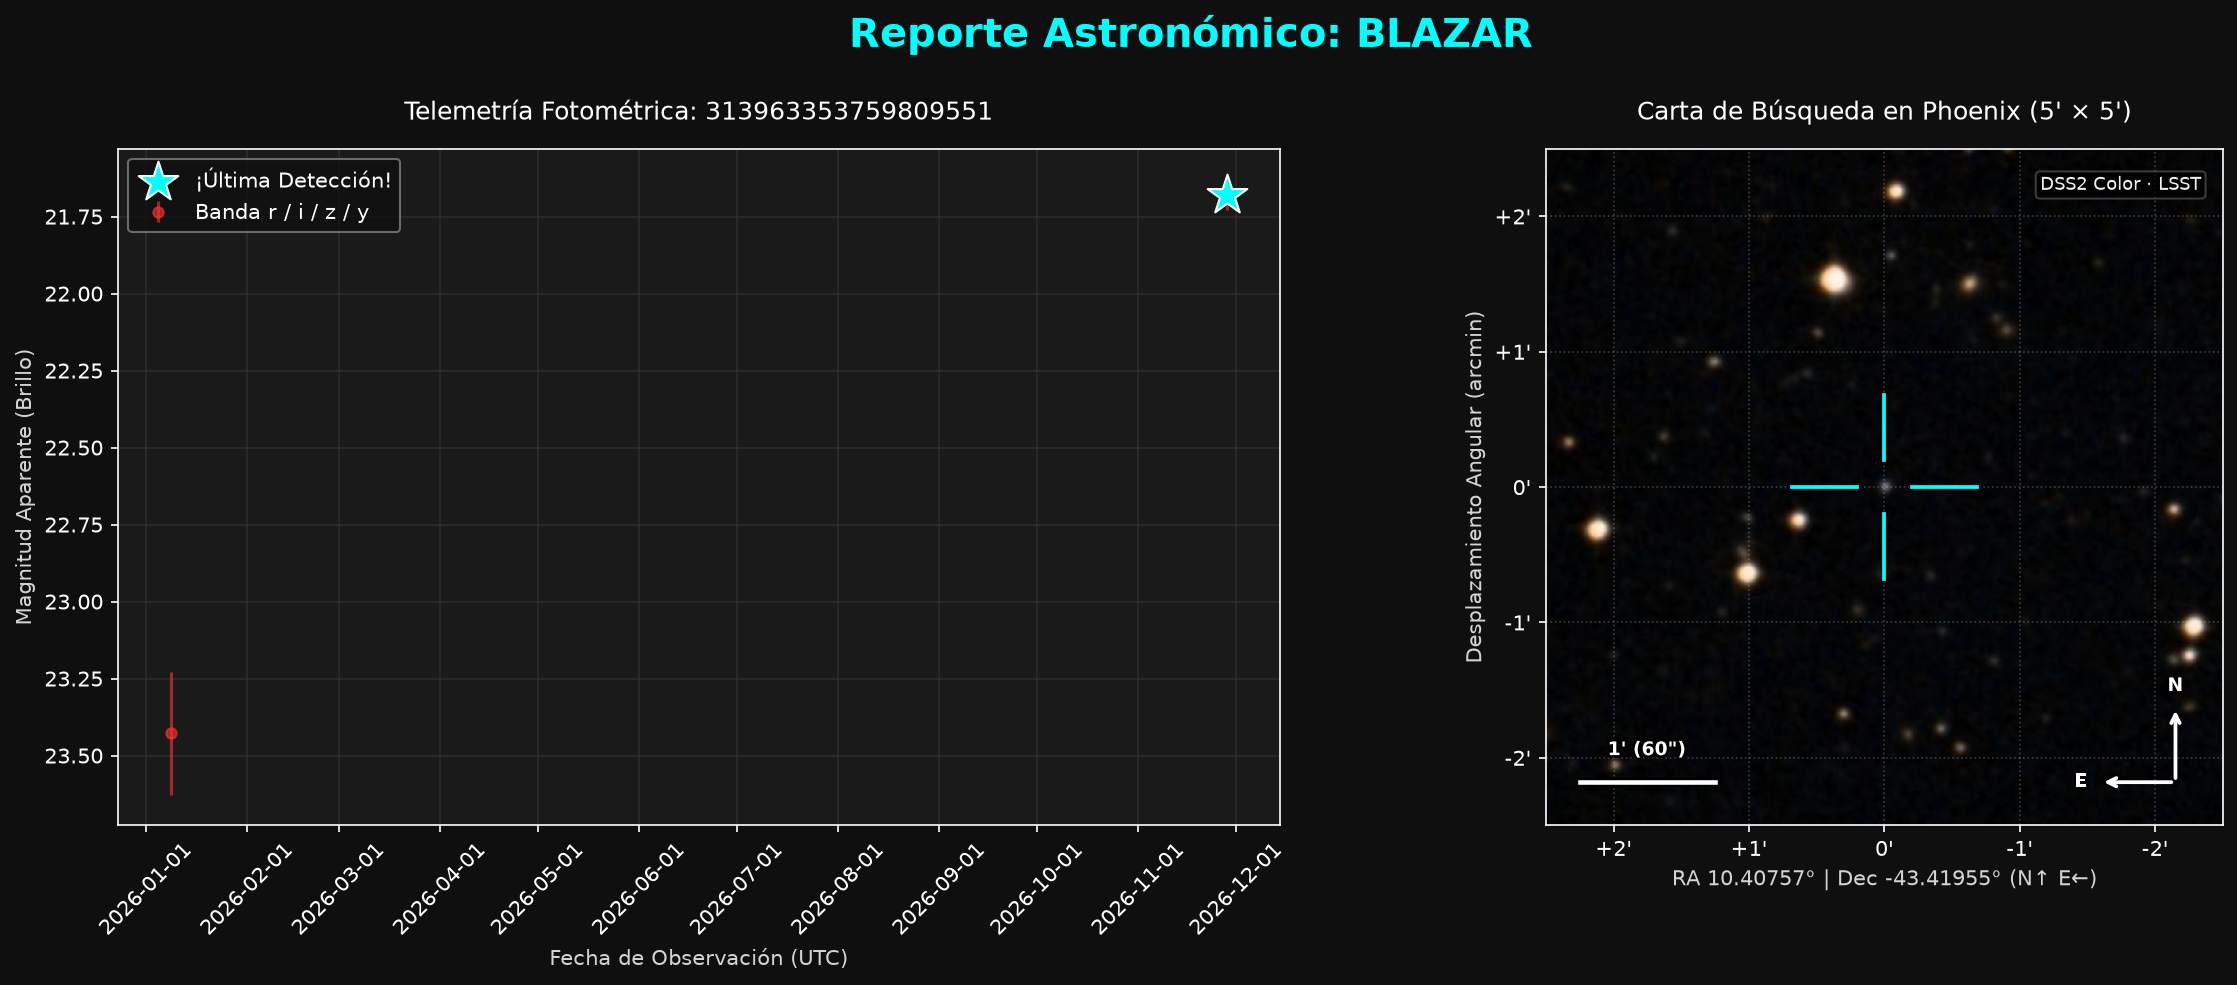 Reporte Astronómico: BLAZAR
Telemetría Fotométrica: 313963353759809551
¡Última Detección!
Banda r / i / z / y
Magnitud Aparente (Brillo)
21.75
22.00
22.25
22.50
22.75
23.00
23.25
23.50
2026-01-01
2026-02-01
2026-03-01
2026-04-01
2026-05-01
2026-06-01
2026-07-01
2026-08-01
2026-09-01
2026-10-01
2026-11-01
2026-12-01
Fecha de Observación (UTC)
Carta de Búsqueda en Phoenix (5' × 5')
DSS2 Color · LSST
Desplazamiento Angular (arcmin)
+2'
+1'
0'
-1'
-2'
N
E
1' (60")
+2'
+1'
0'
-1'
-2'
RA 10.40757° | Dec -43.41955° (N↑ E←)